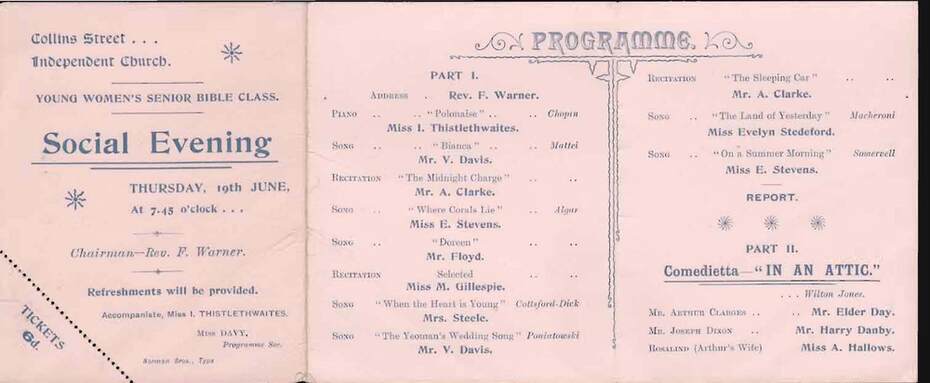 Collins Street . . .
Independent Church.
YOUNG WOMEN'S SENIOR BIBLE CLASS.
Social Evening
THURSDAY, 19th JUNE,
At 7.45 o'clock . . .
Chairman—Rev. F. Warner.
Refreshments will be provided.
Accompaniste, Miss I. THISTLETHWAITES.
MISS DAVY,
Programme Sec.
TICKETS
6d.
Norman Bros., Typs
PROGRAMME.
PART I.
ADDRESS . Rev. F. Warner.
PIANO .. .. "Polonaise" .. .. Chopin
Miss I. Thistlethwaites.
SONG .. .. "Bianca" .. .. Mattei
Mr. V. Davis.
RECITATION "The Midnight Charge" .. ..
Mr. A. Clarke.
SONG .. "Where Corals Lie" .. Algar
Miss E. Stevens.
SONG .. "Doreen" .. ..
Mr. Floyd.
RECITATION Selected .. ..
Miss M. Gillespie.
SONG "When the Heart is Young" Cottsford-Dick
Mrs. Steele.
SONG "The Yeoman's Wedding Song" Poniatowski
Mr. V. Davis.
RECITATION "The Sleeping Car" .. ..
Mr. A. Clarke.
SONG .. "The Land of Yesterday" Macheroni
Miss Evelyn Stedeford.
SONG .. "On a Summer Morning" Somervell
Miss E. Stevens.
REPORT.
PART II.
Comedietta—"IN AN ATTIC."
. . . Wilton Jones.
MR. ARTHUR CLARGES .. .. Mr. Elder Day.
MR. JOSEPH DIXON .. Mr. Harry Danby.
ROSALIND (Arthur's Wife) Miss A. Hallows.